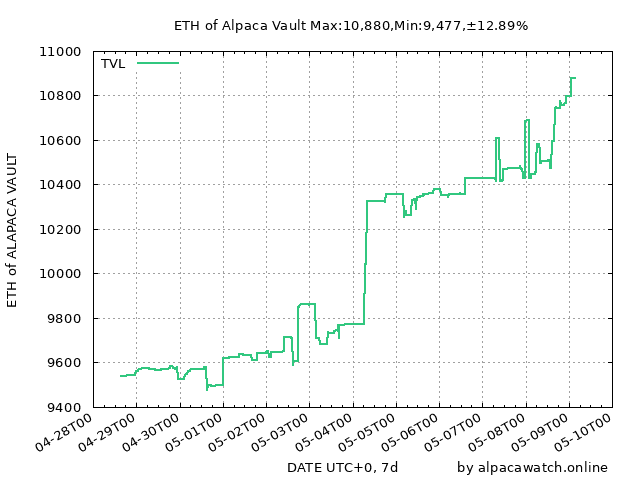 ETH of Alpaca Vault Max:10,880,Min:9,477,±12.89%
TVL
ETH of ALAPACA VAULT
11000
10800
10600
10400
10200
10000
9800
9600
9400
04-28T00
04-29T00
04-30T00
05-01T00
05-02T00
05-03T00
05-04T00
05-05T00
05-06T00
05-07T00
05-08T00
05-09T00
05-10T00
DATE UTC+0, 7d
by alpacawatch.online